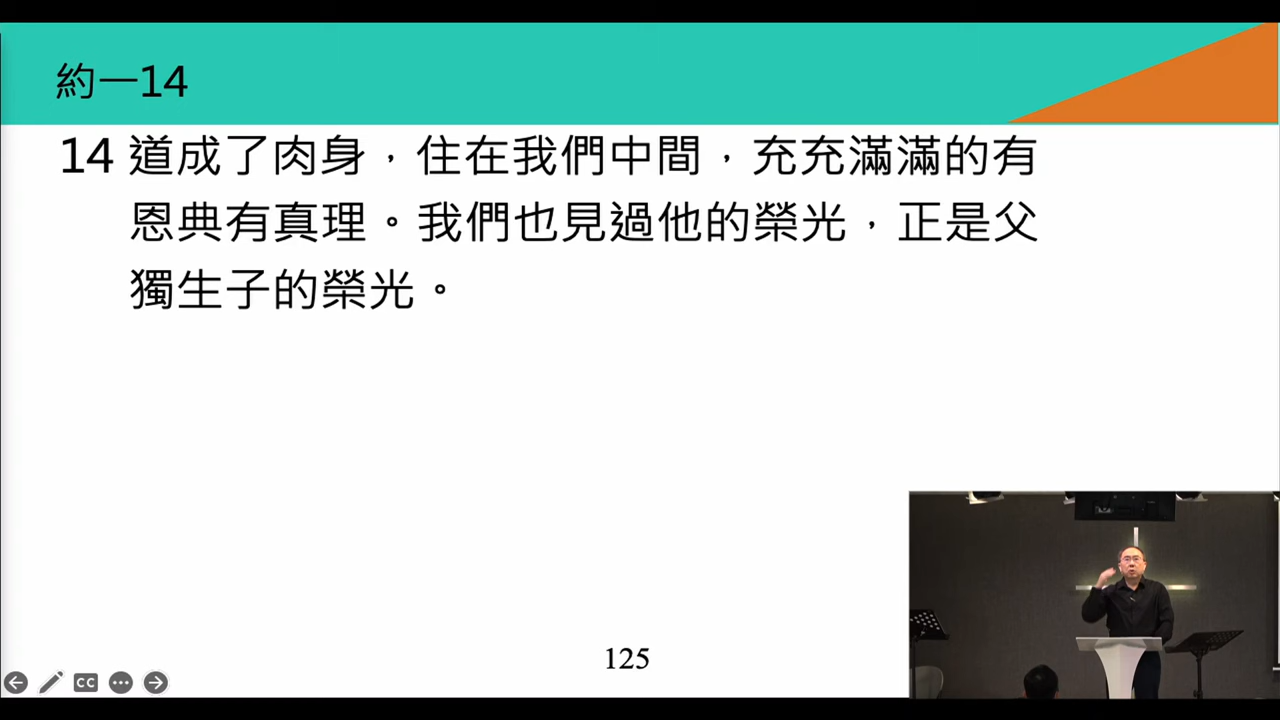 約一14
14 道成了肉身，住在我們中間，充充滿滿的有
恩典有真理。我們也見過他的榮光，正是父
獨生子的榮光。
125
CC